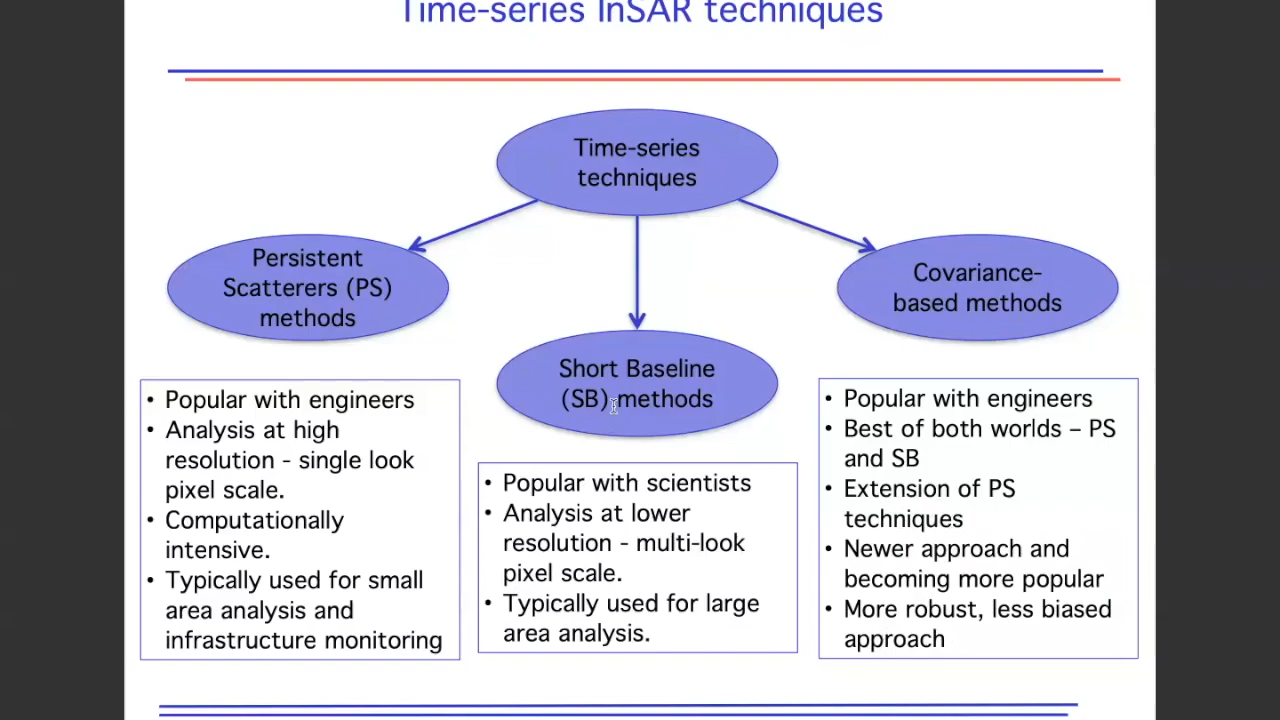 Time-series InSAR techniques
Time-series
techniques
Persistent
Scatterers (PS)
methods
Covariance-
based methods
Short Baseline
(SB) methods
• Popular with engineers
• Analysis at high
resolution - single look
pixel scale.
• Computationally
intensive.
• Typically used for small
area analysis and
infrastructure monitoring
• Popular with scientists
• Analysis at lower
resolution - multi-look
pixel scale.
• Typically used for large
area analysis.
• Popular with engineers
• Best of both worlds – PS
and SB
• Extension of PS
techniques
• Newer approach and
becoming more popular
• More robust, less biased
approach